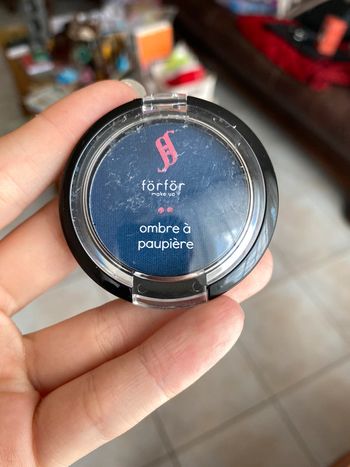 förför
make up
ombre à
paupière